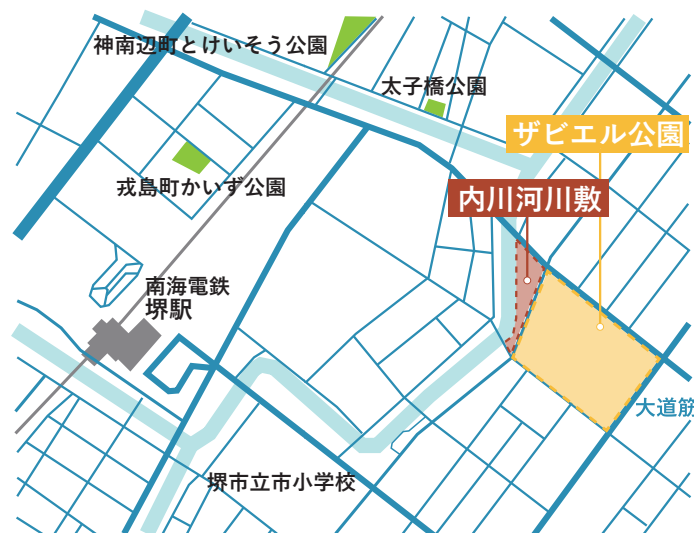 神南辺町とけいそう公園
太子橋公園
ザビエル公園
戎島町かいず公園
内川河川敷
南海電鉄
堺駅
大道筋
堺市立市小学校